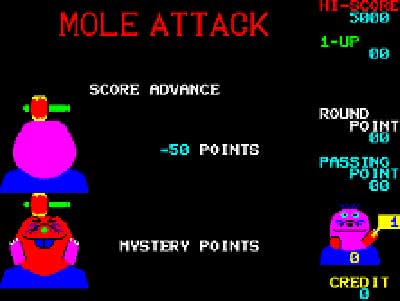 MOLE ATTACK
HI-SCORE
5000
1-UP
00
SCORE ADVANCE
ROUND
POINT
00
-50 POINTS
PASSING
POINT
00
MYSTERY POINTS
1
0
CREDIT
0